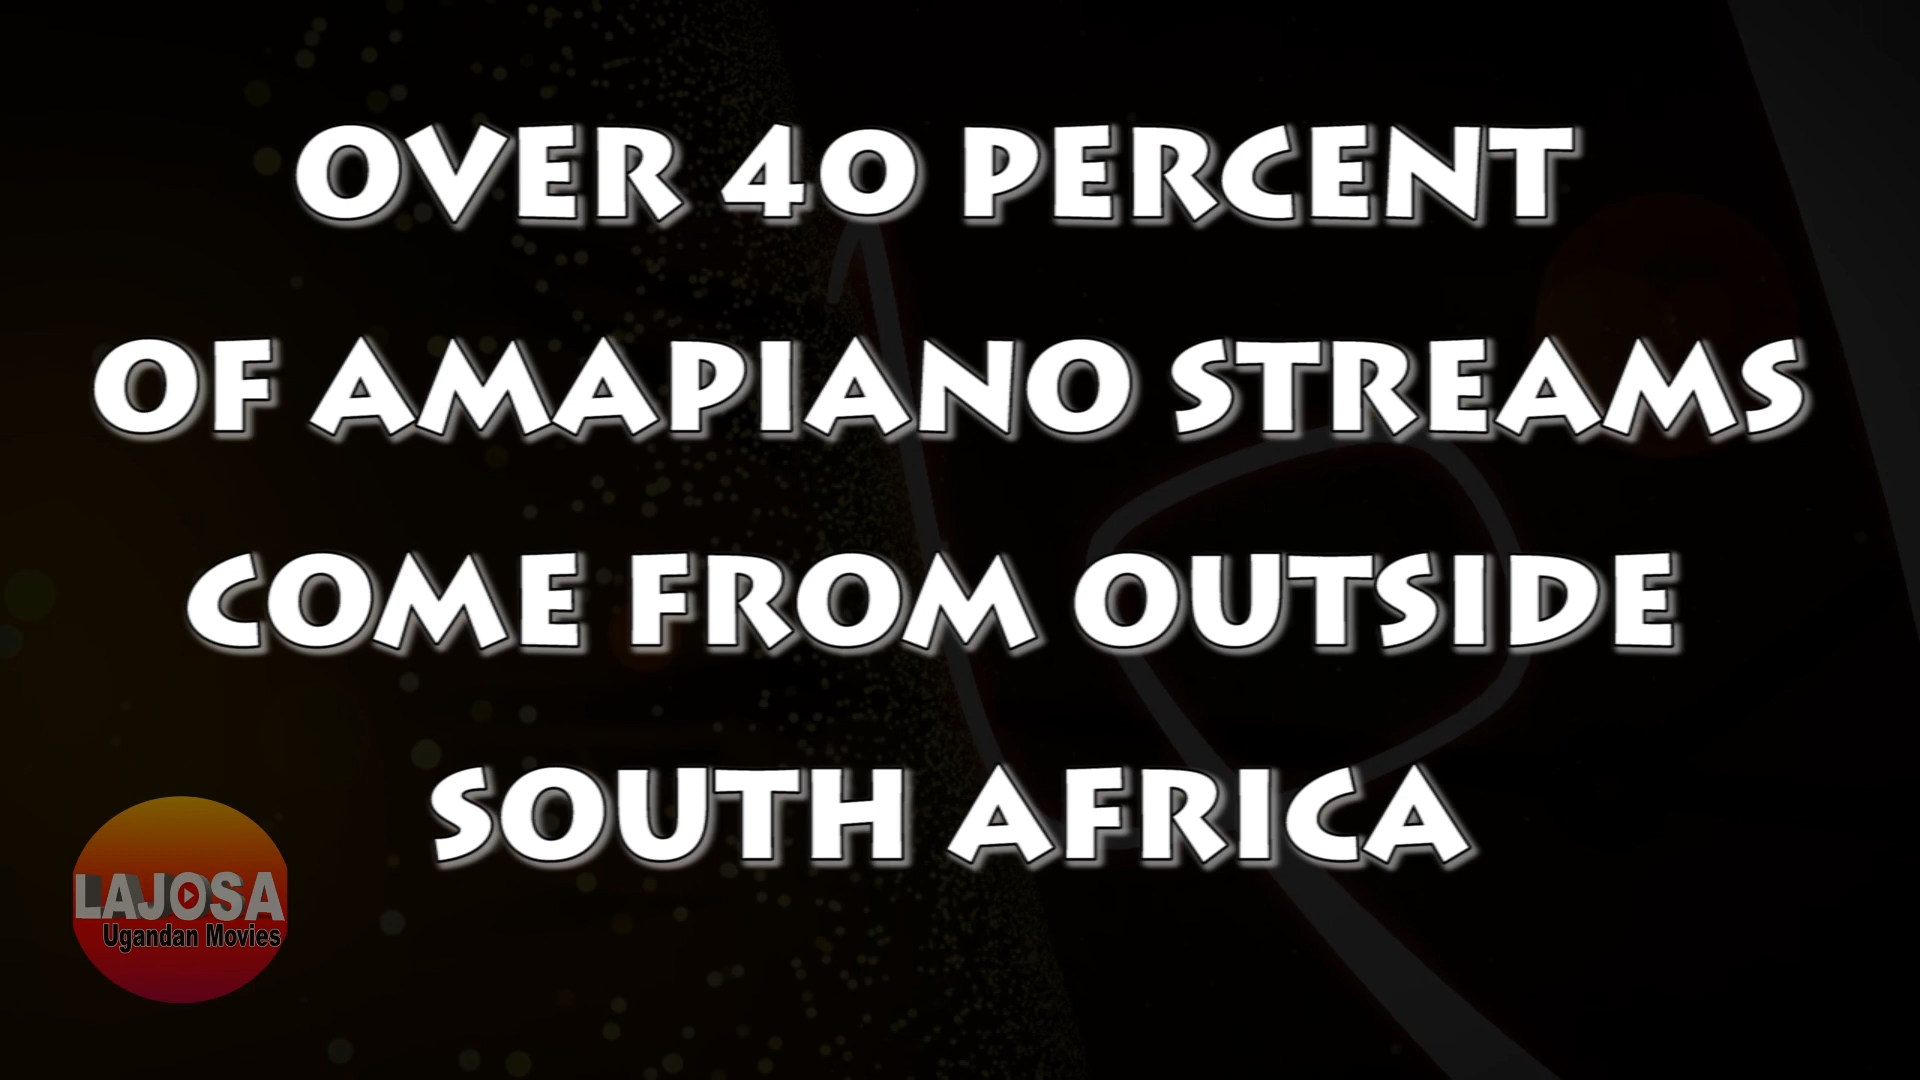 OVER 40 PERCENT
OF AMAPIANO STREAMS
COME FROM OUTSIDE
SOUTH AFRICA
LAJOSA
Ugandan Movies